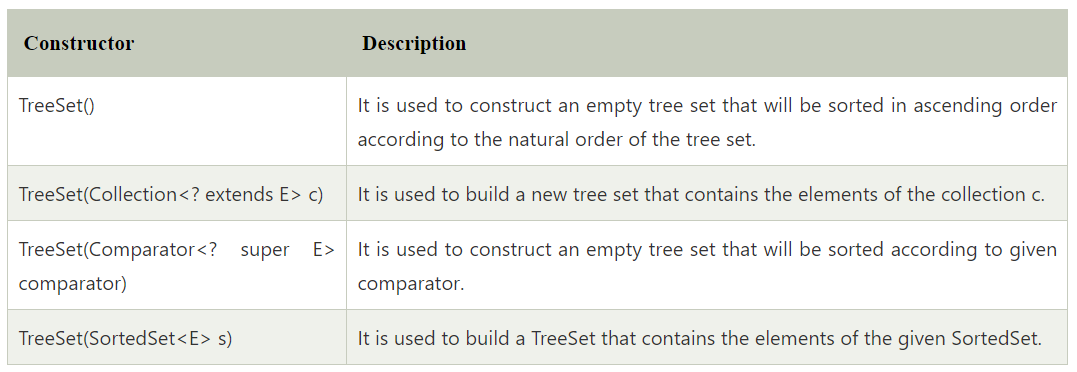 Constructor Description
TreeSet() It is used to construct an empty tree set that will be sorted in ascending order
according to the natural order of the tree set.
TreeSet(Collection<? extends E> c) It is used to build a new tree set that contains the elements of the collection c.
TreeSet(Comparator<? super E> It is used to construct an empty tree set that will be sorted according to given
comparator) comparator.
TreeSet(SortedSet<E> s) It is used to build a TreeSet that contains the elements of the given SortedSet.